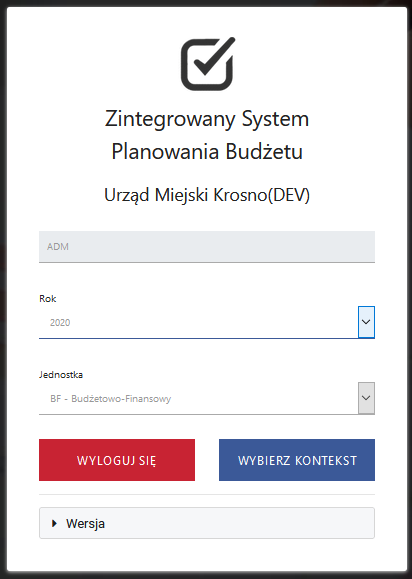 Zintegrowany System
Planowania Budżetu
Urząd Miejski Krosno(DEV)
ADM
Rok
2020
Jednostka
BF - Budżetowo-Finansowy
WYLOGUJ SIĘ
WYBIERZ KONTEKST
Wersja